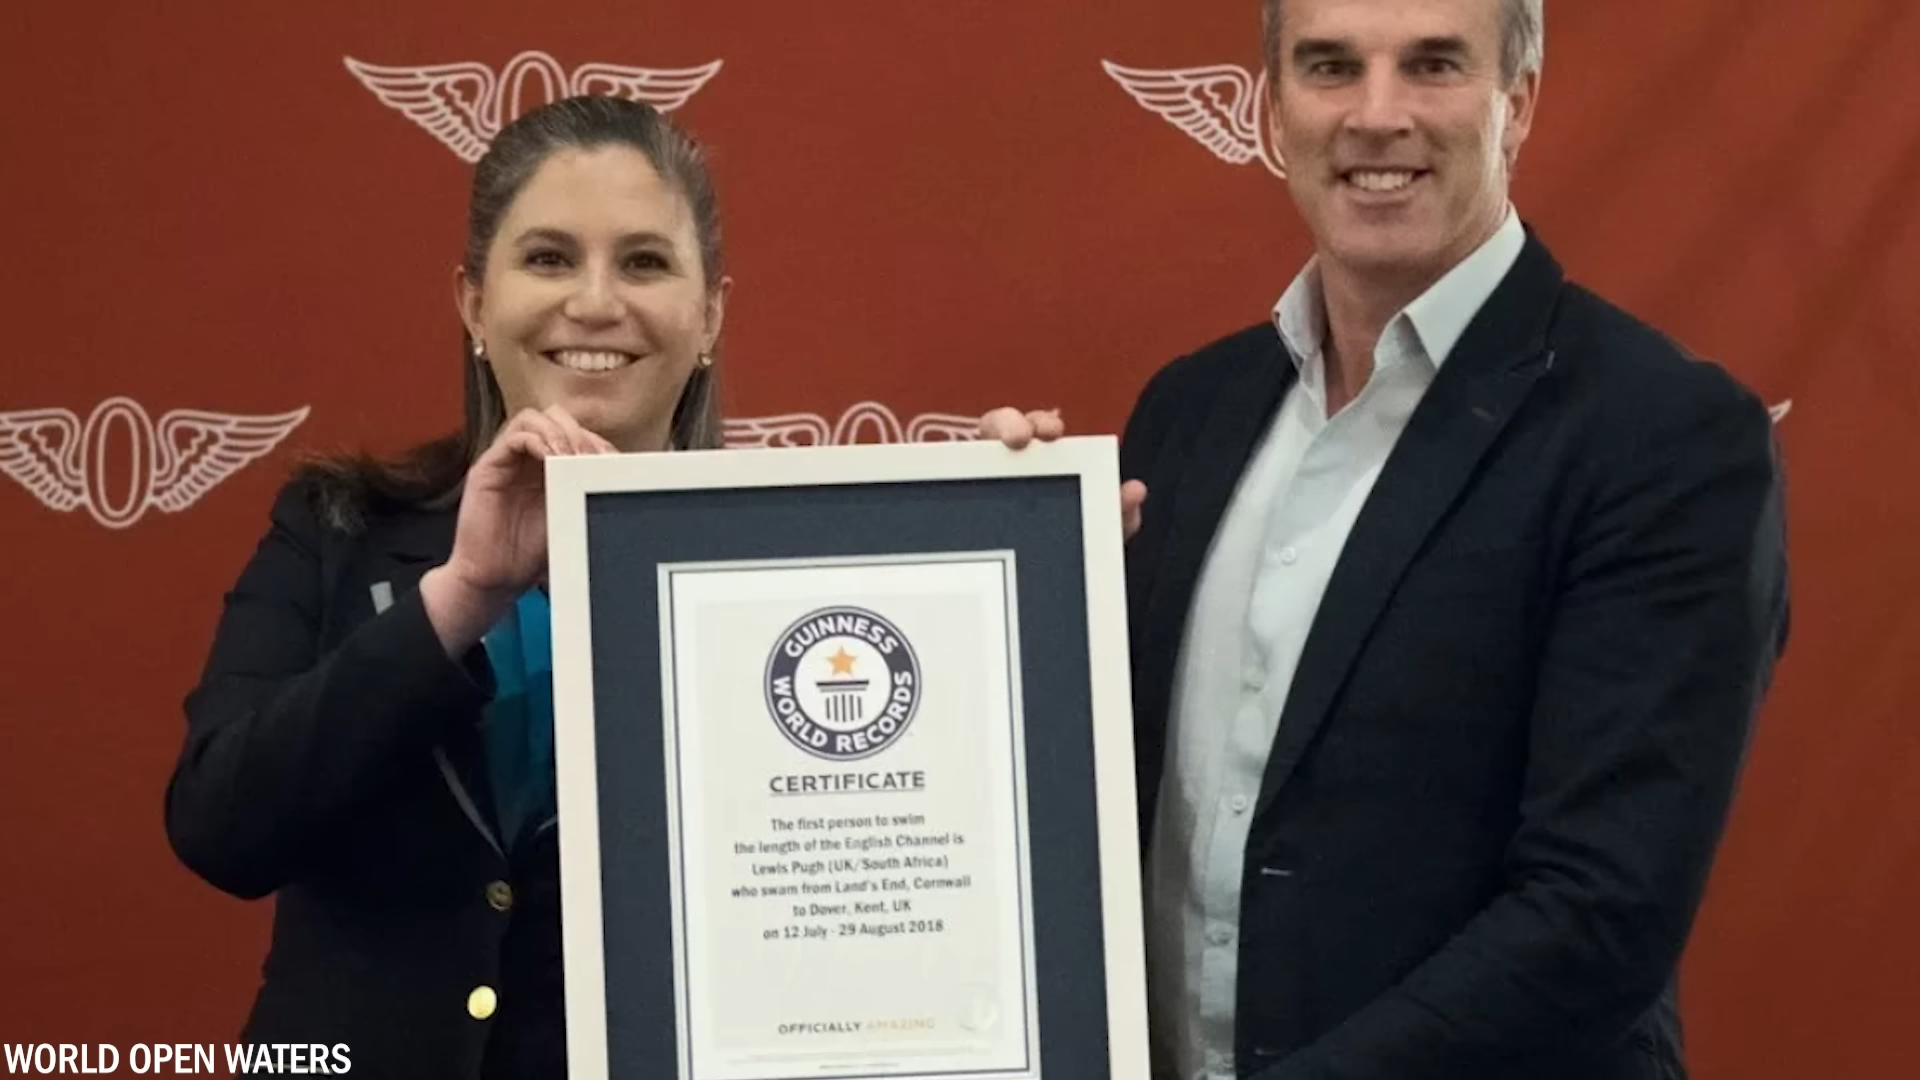 GUINNESS
WORLD RECORDS
CERTIFICATE
The first person to swim
the length of the English Channel is
Lewis Pugh (UK/South Africa)
who swam from Land's End, Cornwall
to Dover, Kent, UK
on 12 July - 29 August 2018
OFFICIALLY AMAZING
WORLD OPEN WATERS